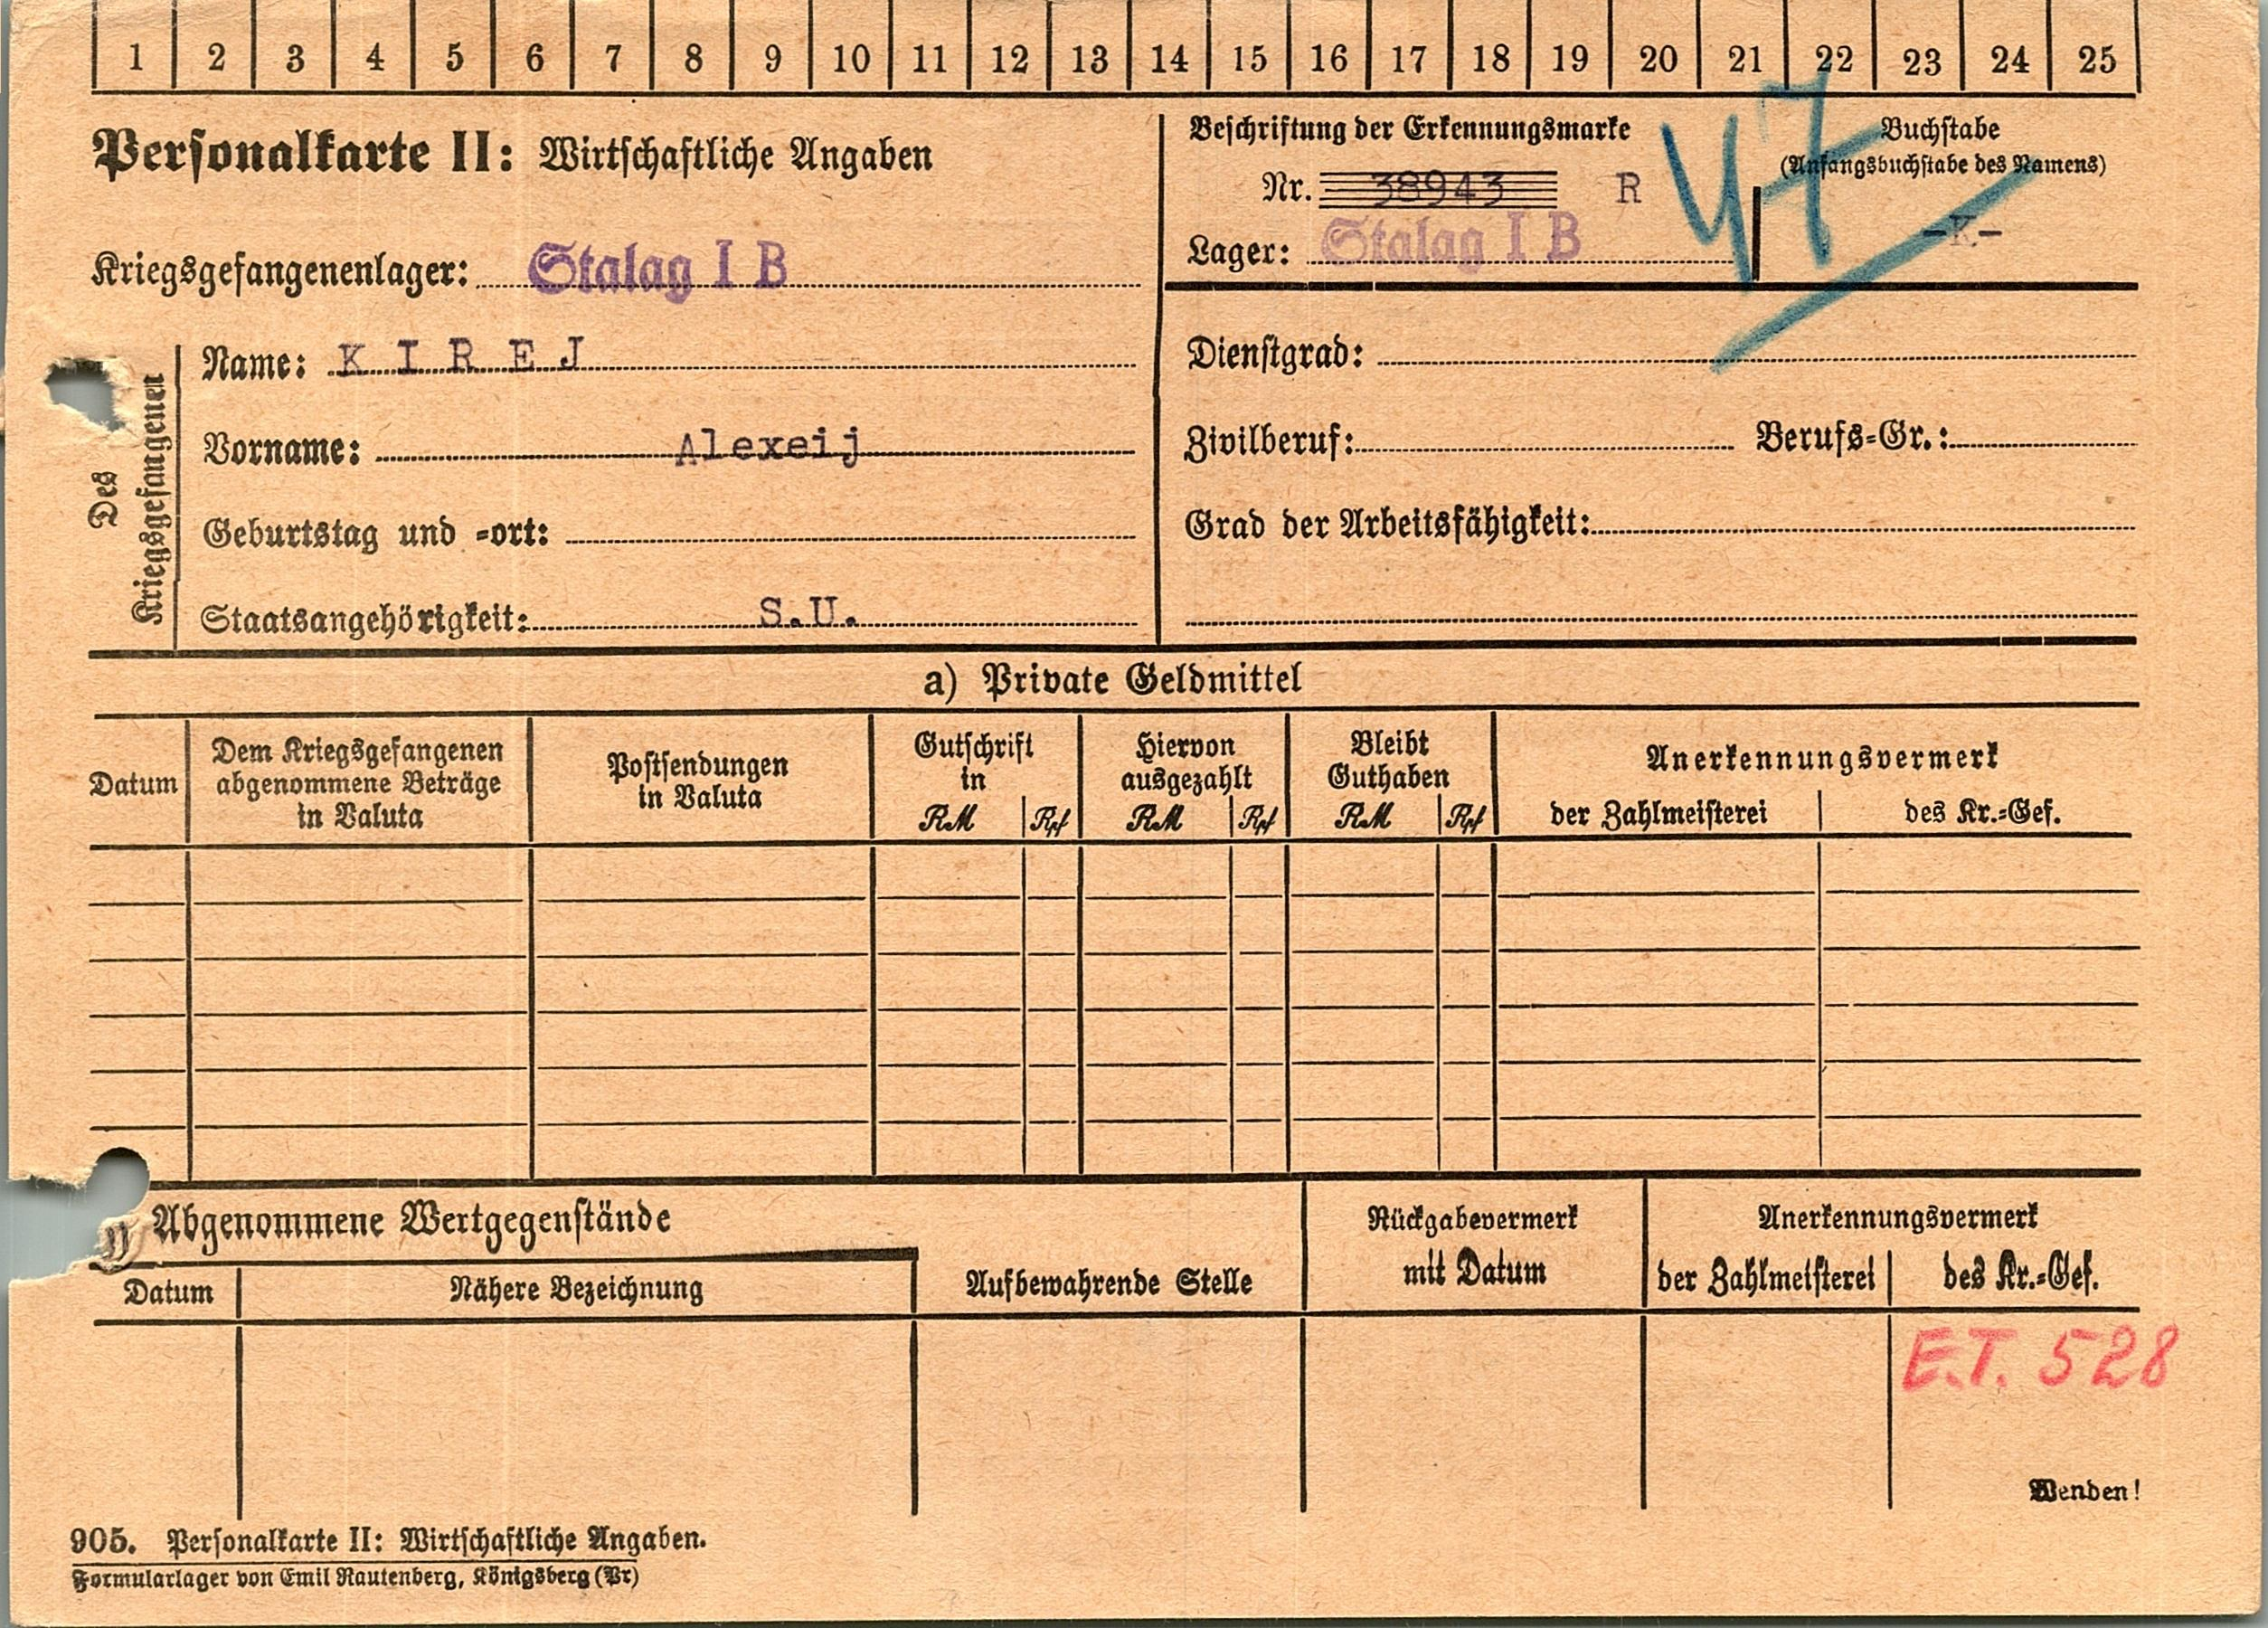 1 2 3 4 5 6 7 8 9 10 11 12 13 14 15 16 17 18 19 20 21 22 23 24 25
Personalkarte II: Wirtschaftliche Angaben
Kriegsgefangenenlager: Stalag I B
Beschriftung der Erkennungsmarke
Nr. 38943 R
Lager: Stalag I B
47
Buchstabe
(Anfangsbuchstabe des Namens)
-K-
Des
Kriegsgefangenen
Name: K I R E J
Vorname: Alexeij
Geburtstag und =ort:
Staatsangehörigkeit: S.U.
Dienstgrad:
Zivilberuf: Berufs=Gr.:
Grad der Arbeitsfähigkeit:
a) Private Geldmittel
Datum
Dem Kriegsgefangenen
abgenommene Beträge
in Valuta
Postsendungen
in Valuta
Gutschrift
in
RM Rpf
Hiervon
ausgezahlt
RM Rpf
Bleibt
Guthaben
RM Rpf
Anerkennungsvermerk
der Zahlmeisterei des Kr.=Gef.
Abgenommene Wertgegenstände
Datum Nähere Bezeichnung
Aufbewahrende Stelle
Rückgabevermerk
mit Datum
Anerkennungsvermerk
der Zahlmeisterei des Kr.=Gef.
E.T. 528
Wenden!
905. Personalkarte II: Wirtschaftliche Angaben.
Formularlager von Emil Rautenberg, Königsberg (Pr)